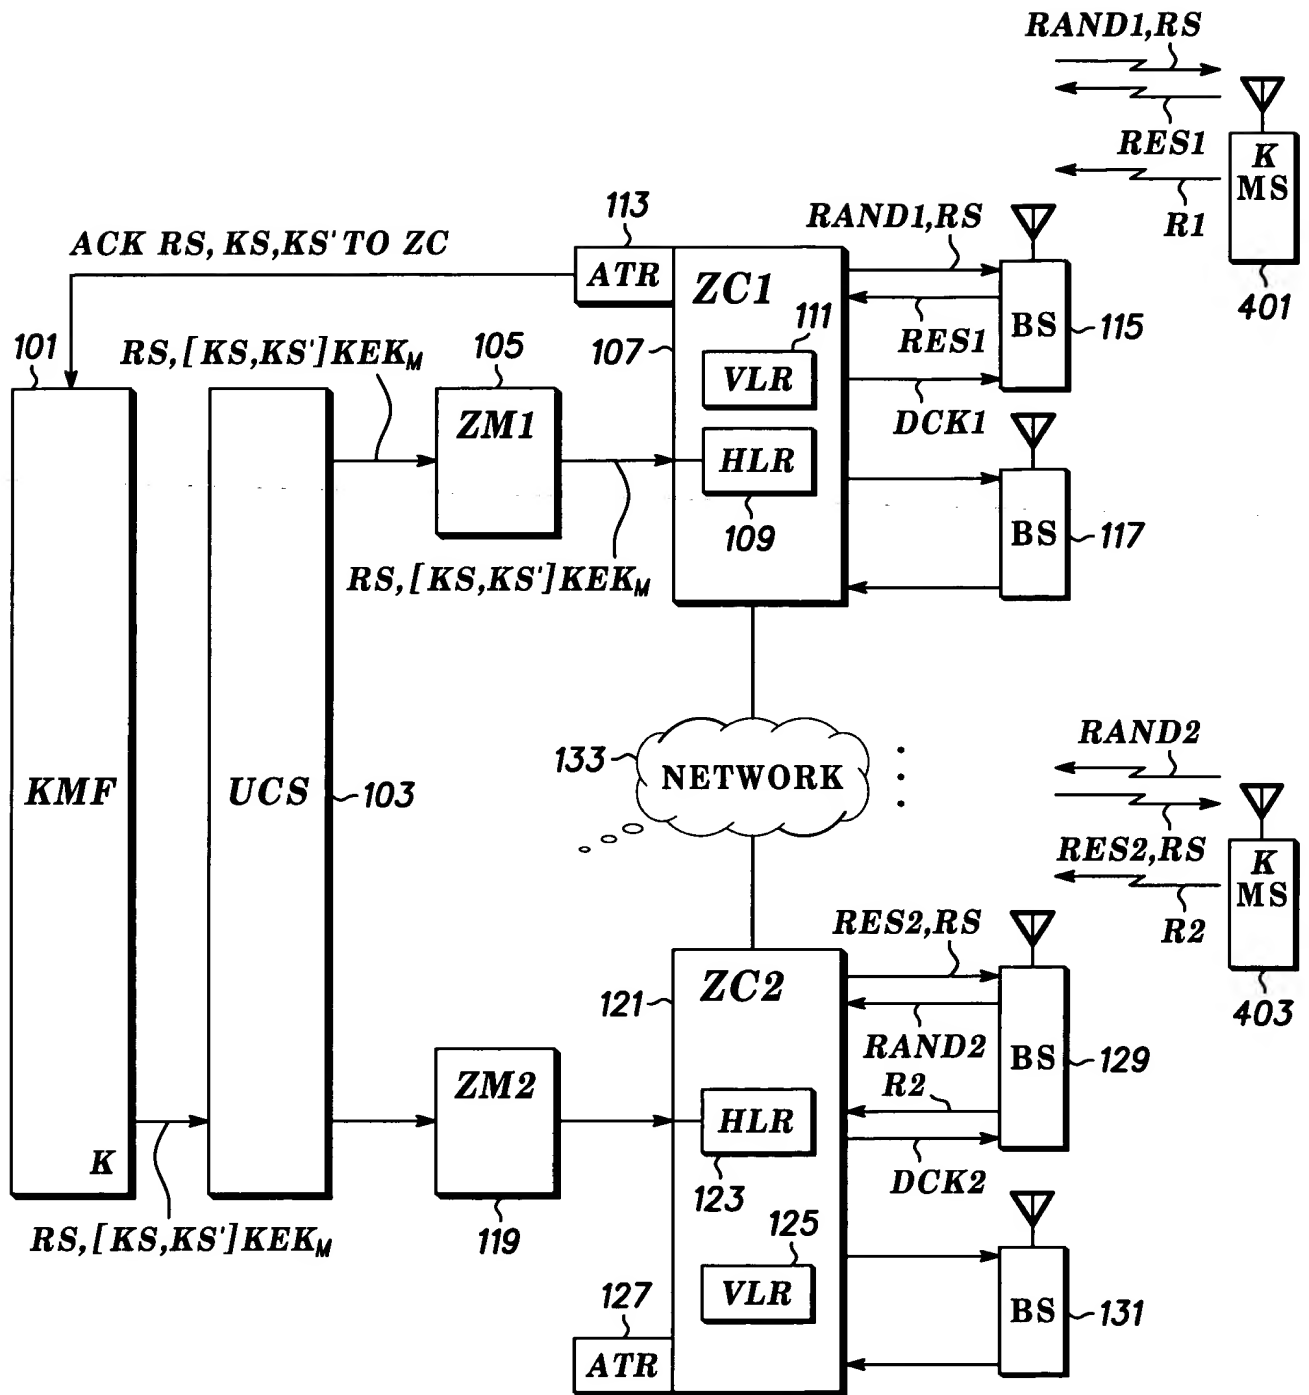 RAND1,RS
RES1
R1
K
MS
401
113
ACK RS, KS,KS' TO ZC
ATR
ZC1
RAND1,RS
BS
115
RES1
111
107
VLR
DCK1
101
RS,[KS,KS']KEKM
105
ZM1
HLR
109
BS
117
RS,[KS,KS']KEKM
KMF
UCS
103
133
NETWORK
RAND2
RES2,RS
R2
K
MS
403
RES2,RS
121
ZC2
RAND2
BS
129
R2
ZM2
HLR
123
DCK2
K
119
RS,[KS,KS']KEKM
125
VLR
BS
131
127
ATR